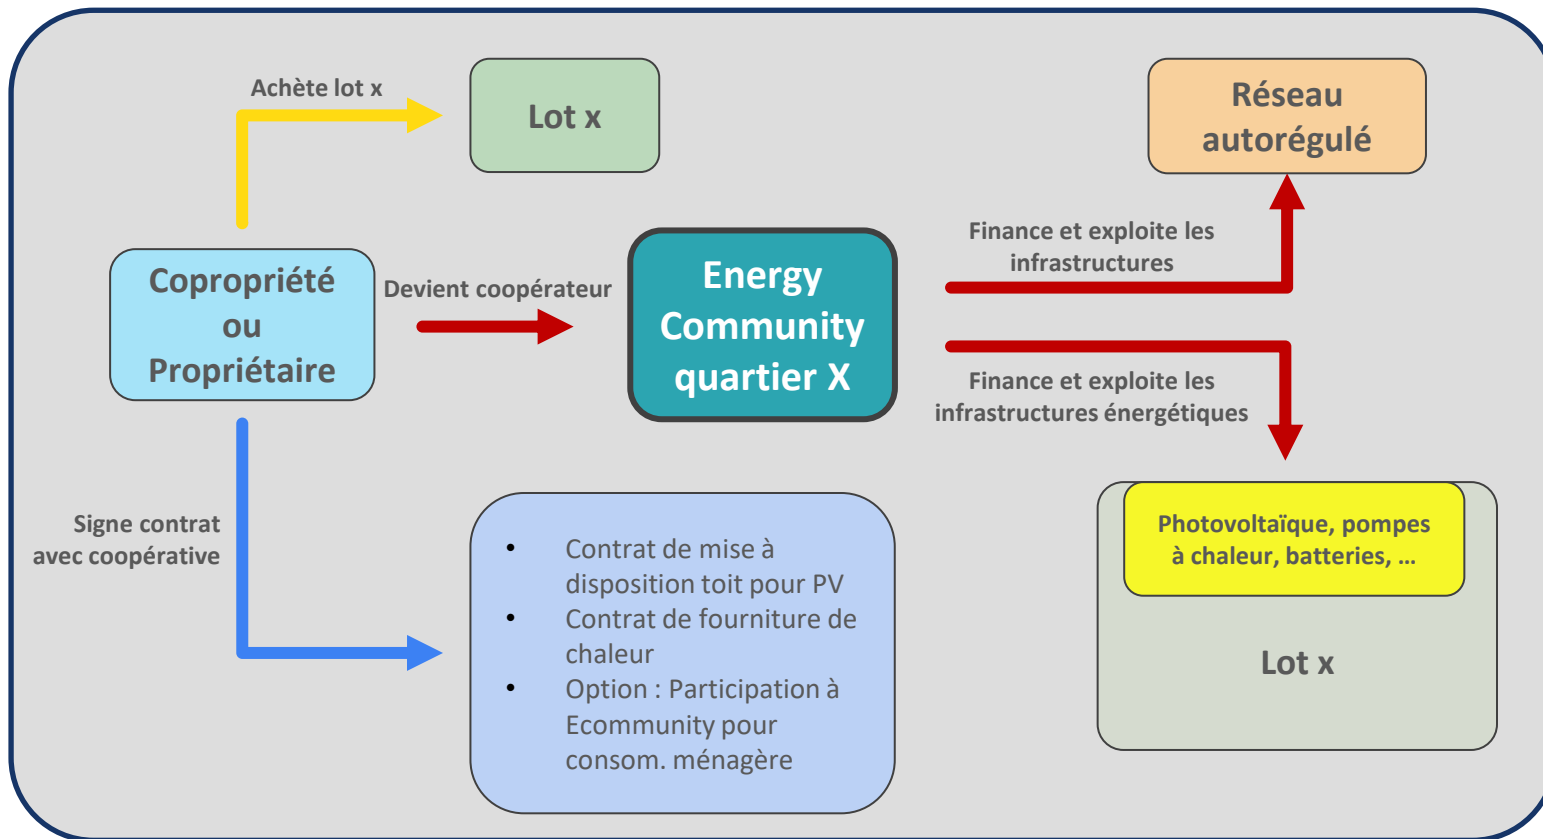 Achète lot x
Lot x
Réseau
autorégulé
Copropriété
ou
Propriétaire
Devient coopérateur
Energy
Community
quartier X
Finance et exploite les
infrastructures
Finance et exploite les
infrastructures énergétiques
Signe contrat
avec coopérative
• Contrat de mise à
disposition toit pour PV
• Contrat de fourniture de
chaleur
• Option : Participation à
Ecommunity pour
consom. ménagère
Photovoltaïque, pompes
à chaleur, batteries, ...
Lot x